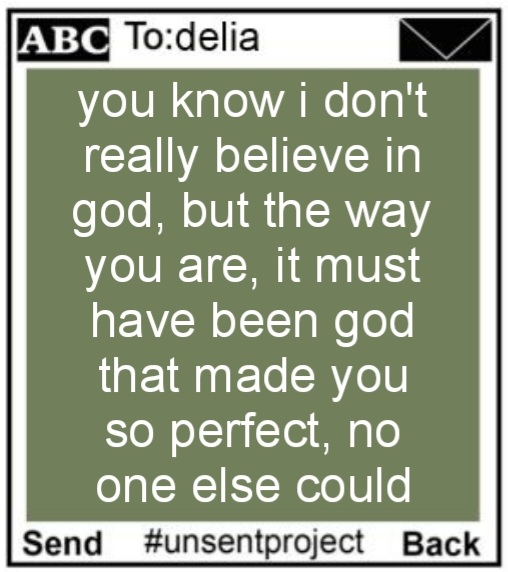 ABC To:delia
you know i don't
really believe in
god, but the way
you are, it must
have been god
that made you
so perfect, no
one else could
Send #unsentproject Back